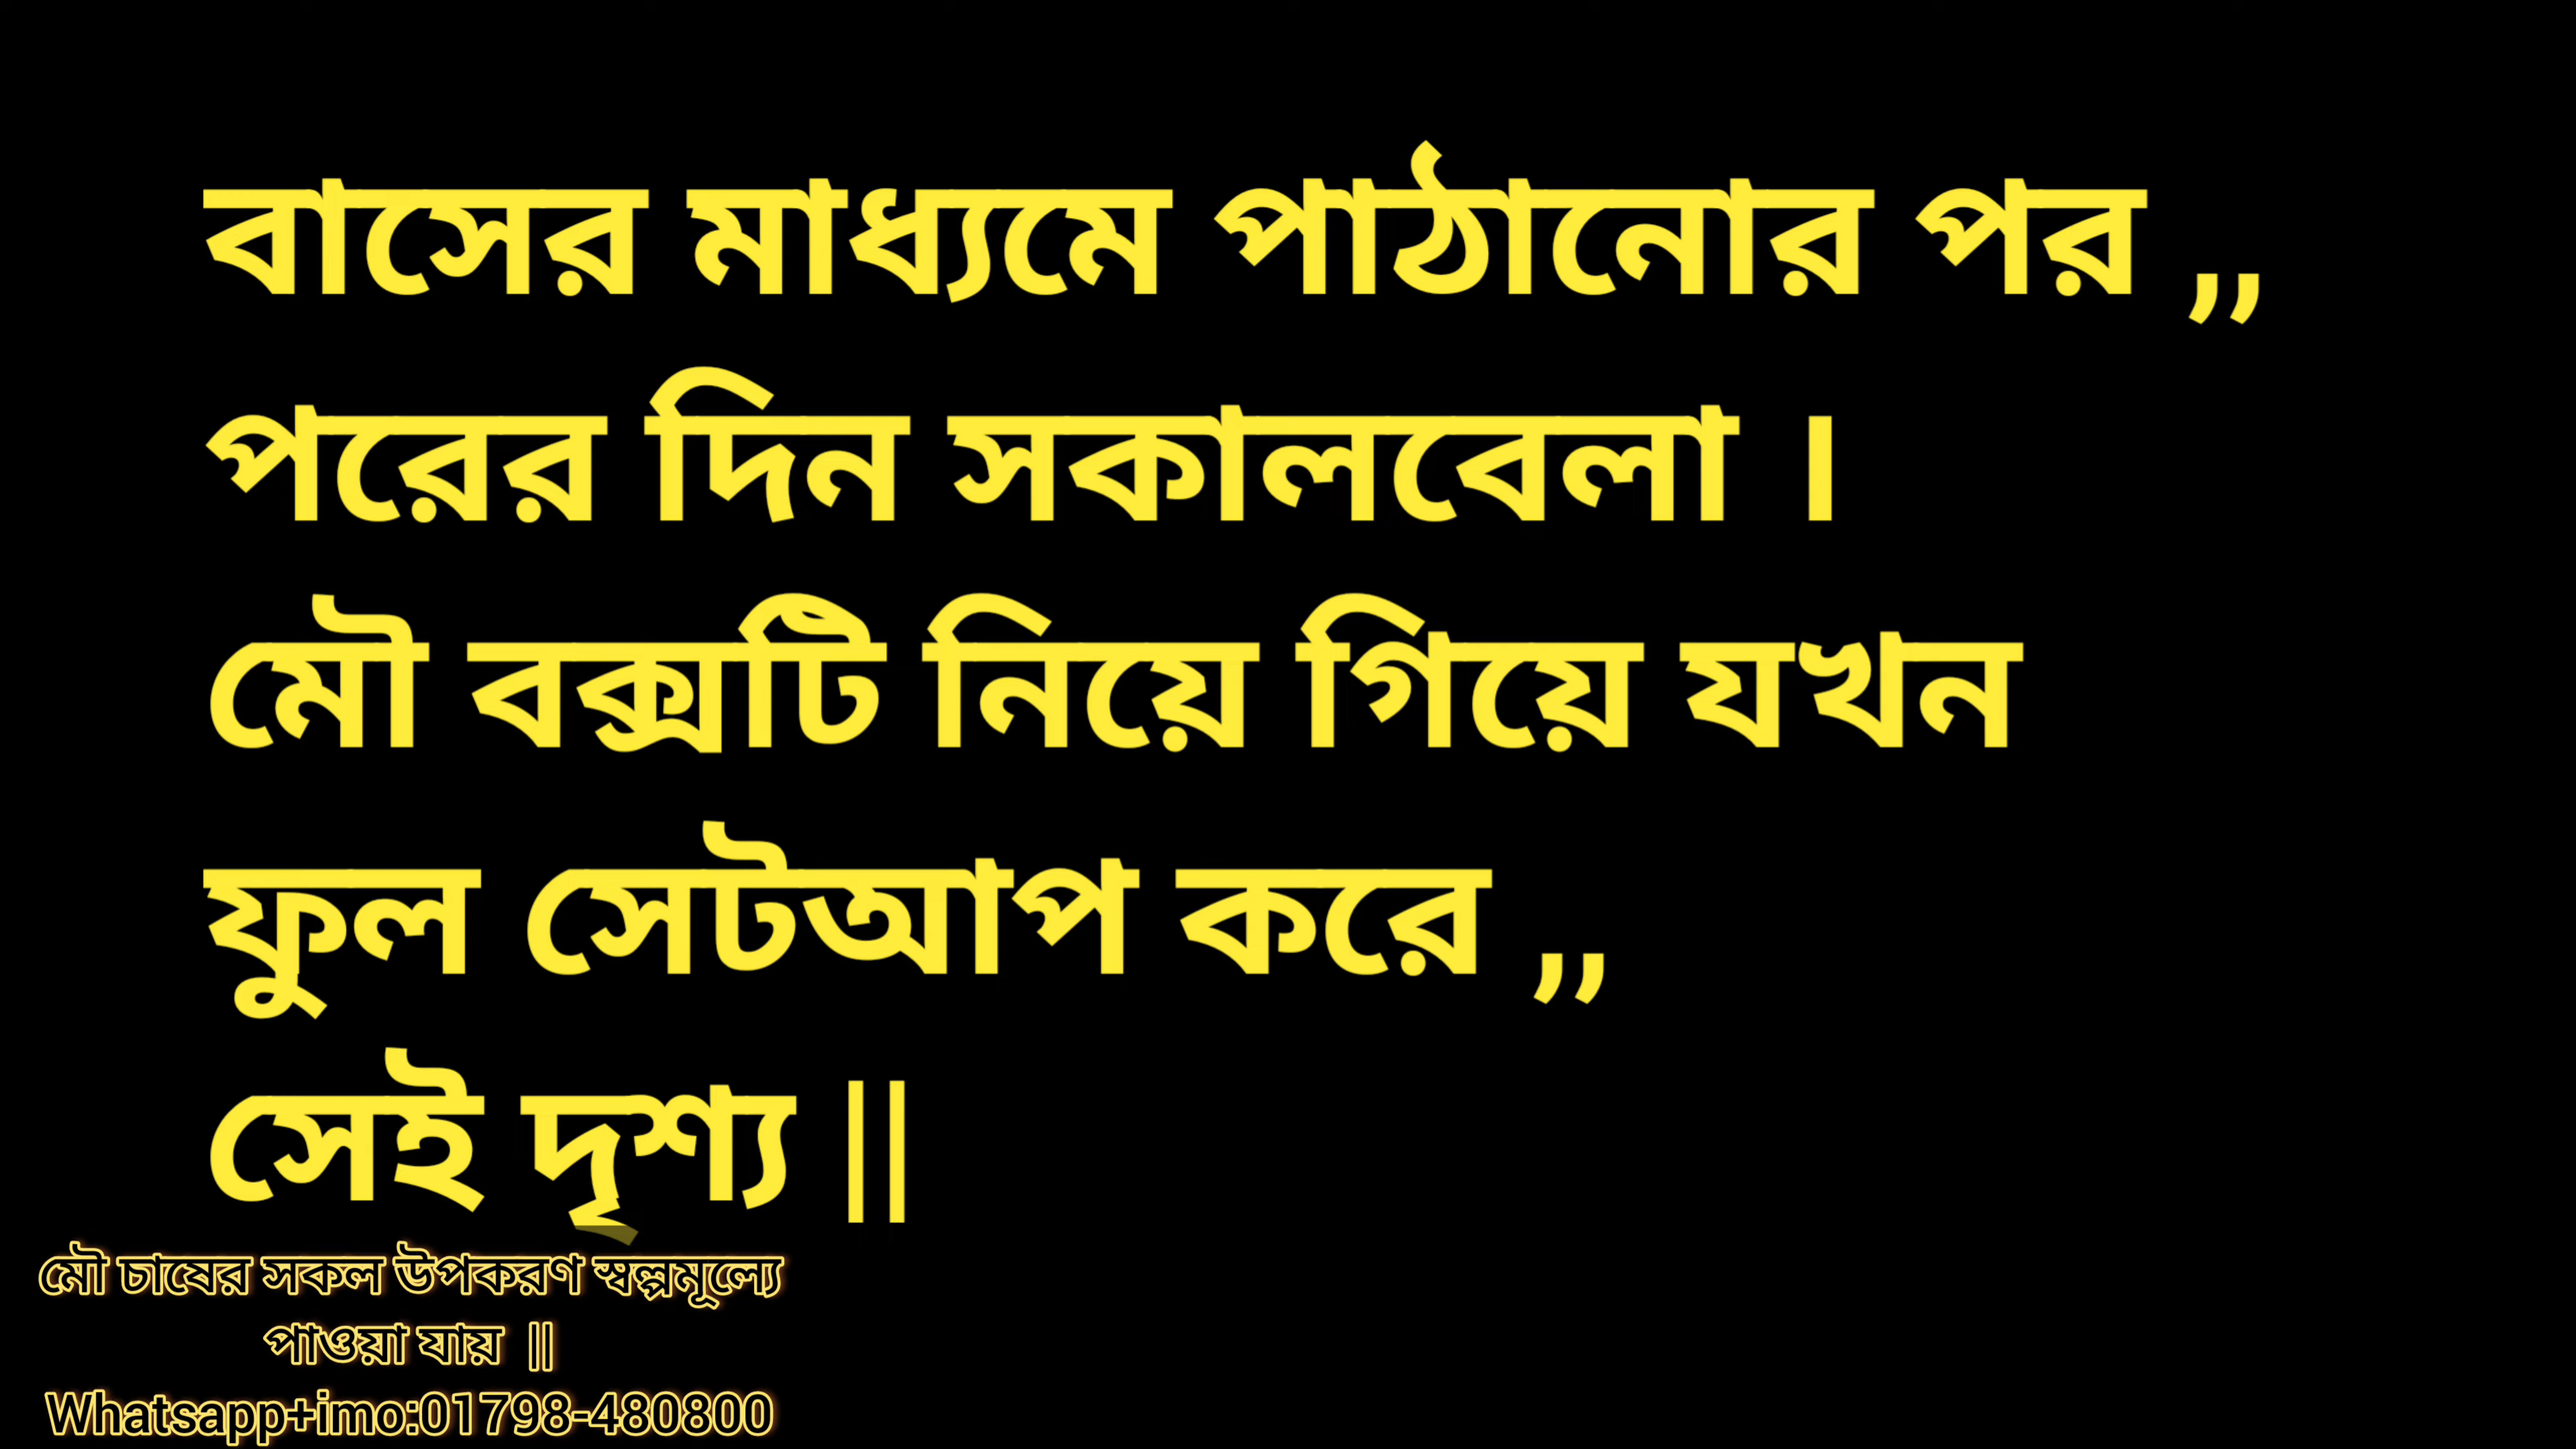 বাসের মাধ্যমে পাঠানোর পর ,,
পরের দিন সকালবেলা ।
মৌ বক্সটি নিয়ে গিয়ে যখন
ফুল সেটআপ করে ,,
সেই দৃশ্য ||
মৌ চাষের সকল উপকরণ স্বল্পমূল্যে
পাওয়া যায় ||
Whatsapp+imo:01798-480800